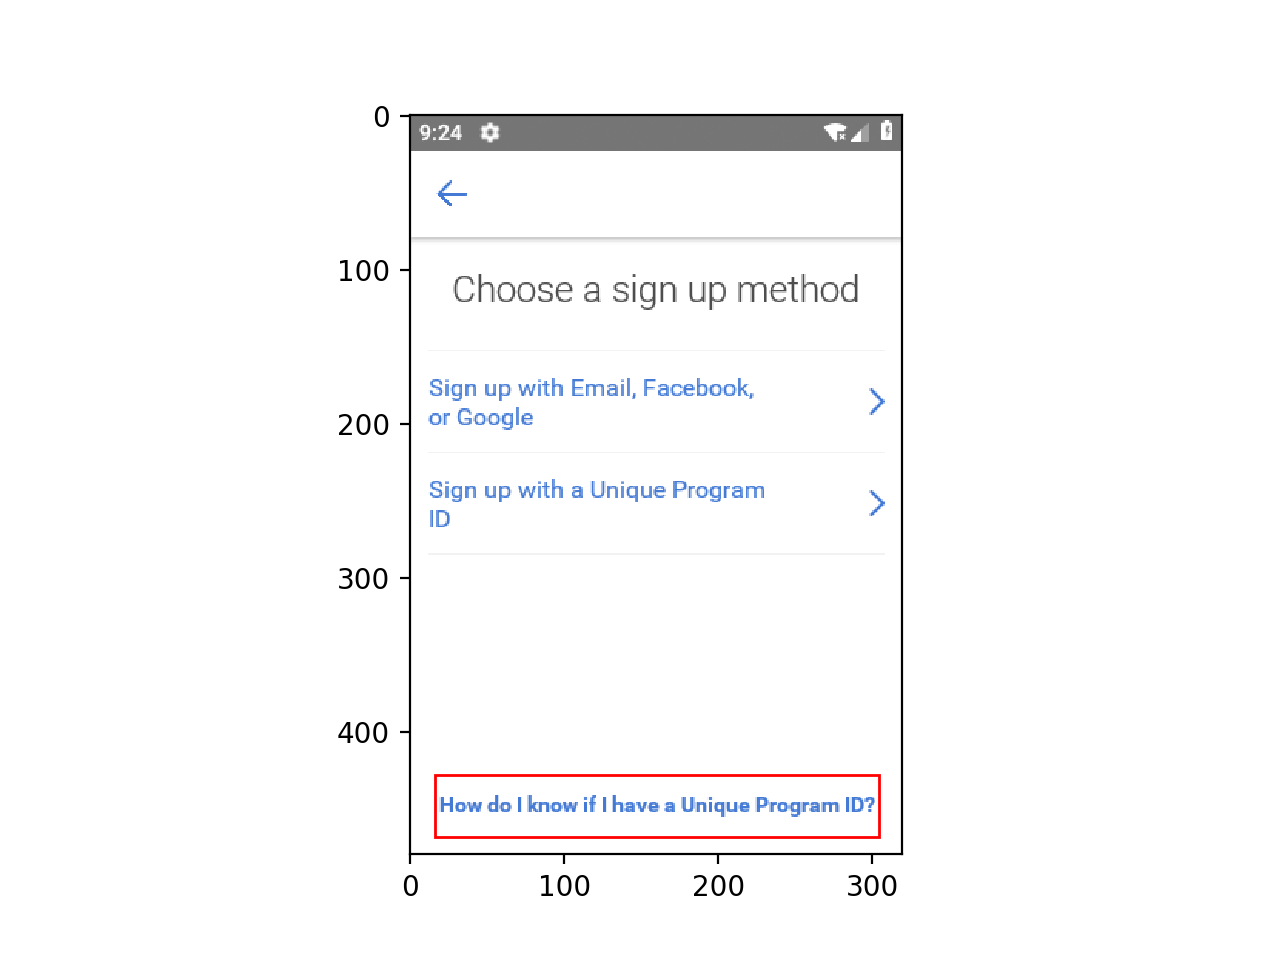 0
100
200
300
400
9:24
Choose a sign up method
Sign up with Email, Facebook,
or Google
Sign up with a Unique Program
ID
How do I know if I have a Unique Program ID?
0
100
200
300